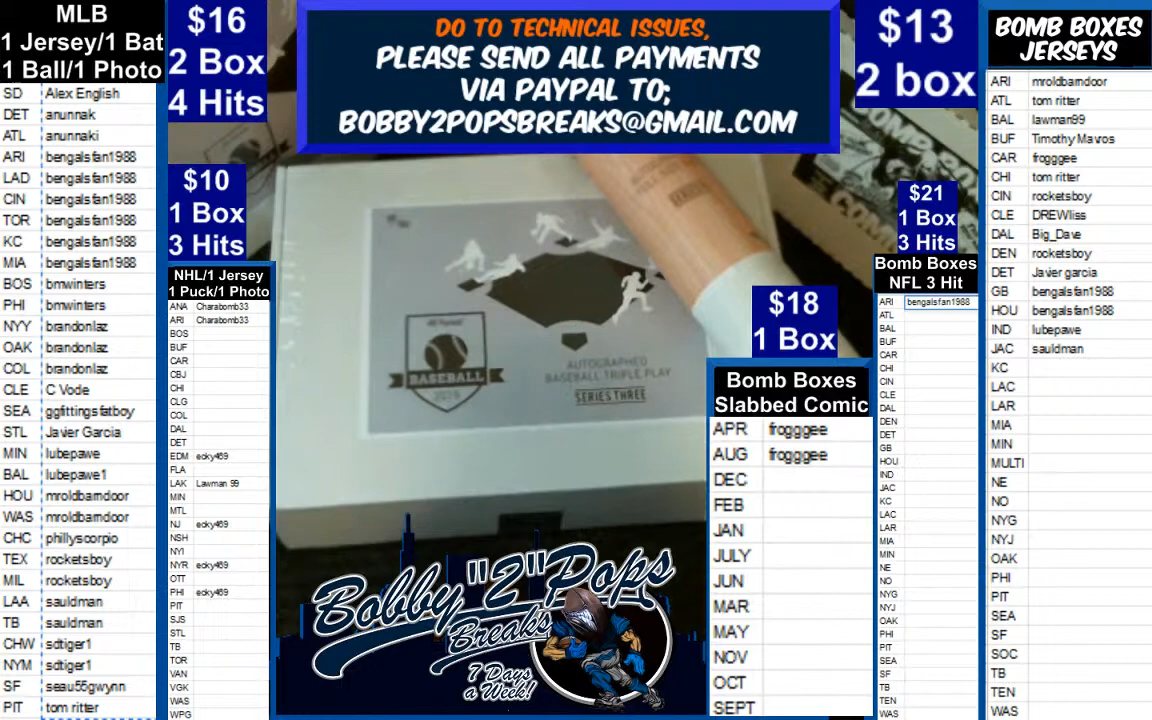 MLB
1 Jersey/1 Bat
1 Ball/1 Photo
SD Alex English
DET anunnak
ATL anunnaki
ARI bengalsfan1988
LAD bengalsfan1988
CIN bengalsfan1988
TOR bengalsfan1988
KC bengalsfan1988
MIA bengalsfan1988
BOS bmwinters
PHI bmwinters
NYY brandonlaz
OAK brandonlaz
COL brandonlaz
CLE C Vode
SEA ggfittingsfatboy
STL Javier Garcia
MIN lubepawe
BAL lubepawe1
HOU mroldbarndoor
WAS mroldbarndoor
CHC phillyscorpio
TEX rocketsboy
MIL rocketsboy
LAA sauldman
TB sauldman
CHW sdtiger1
NYM sdtiger1
SF seau55gwynn
PIT tom ritter
$16
2 Box
4 Hits
$10
1 Box
3 Hits
NHL/1 Jersey
1 Puck/1 Photo
ANA Charabomb33
ARI Charabomb33
BOS
BUF
CAR
CBJ
CHI
CLG
COL
DAL
DET
EDM ecky469
FLA
LAK Lawman 99
MIN
MTL
NJ ecky469
NSH
NYI
NYR ecky469
OTT
PHI ecky469
PIT
SJS
STL
TB
TOR
VAN
VGK
WAS
WPG
DO TO TECHNICAL ISSUES,
PLEASE SEND ALL PAYMENTS
VIA PAYPAL TO;
BOBBY2POPSBREAKS@GMAIL.COM
BASEBALL
AUTOGRAPHED
BASEBALL TRIPLE PLAY
SERIES THREE
Bobby "2" Pops
Breaks
7 Days
a Week!
$18
1 Box
Bomb Boxes
Slabbed Comic
APR frogggee
AUG frogggee
DEC
FEB
JAN
JULY
JUN
MAR
MAY
NOV
OCT
SEPT
$13
2 box
$21
1 Box
3 Hits
Bomb Boxes
NFL 3 Hit
ARI bengalsfan1988
ATL
BAL
BUF
CAR
CHI
CIN
CLE
DAL
DEN
DET
GB
HOU
IND
JAC
KC
LAC
LAR
MIA
MIN
NE
NO
NYG
NYJ
OAK
PHI
PIT
SEA
SF
TB
TEN
WAS
BOMB BOXES
JERSEYS
ARI mroldbarndoor
ATL tom ritter
BAL lawman99
BUF Timothy Mavros
CAR frogggee
CHI tom ritter
CIN rocketsboy
CLE DREWliss
DAL Big_Dave
DEN rocketsboy
DET Javier garcia
GB bengalsfan1988
HOU bengalsfan1988
IND lubepawe
JAC sauldman
KC
LAC
LAR
MIA
MIN
MULTI
NE
NO
NYG
NYJ
OAK
PHI
PIT
SEA
SF
SOC
TB
TEN
WAS